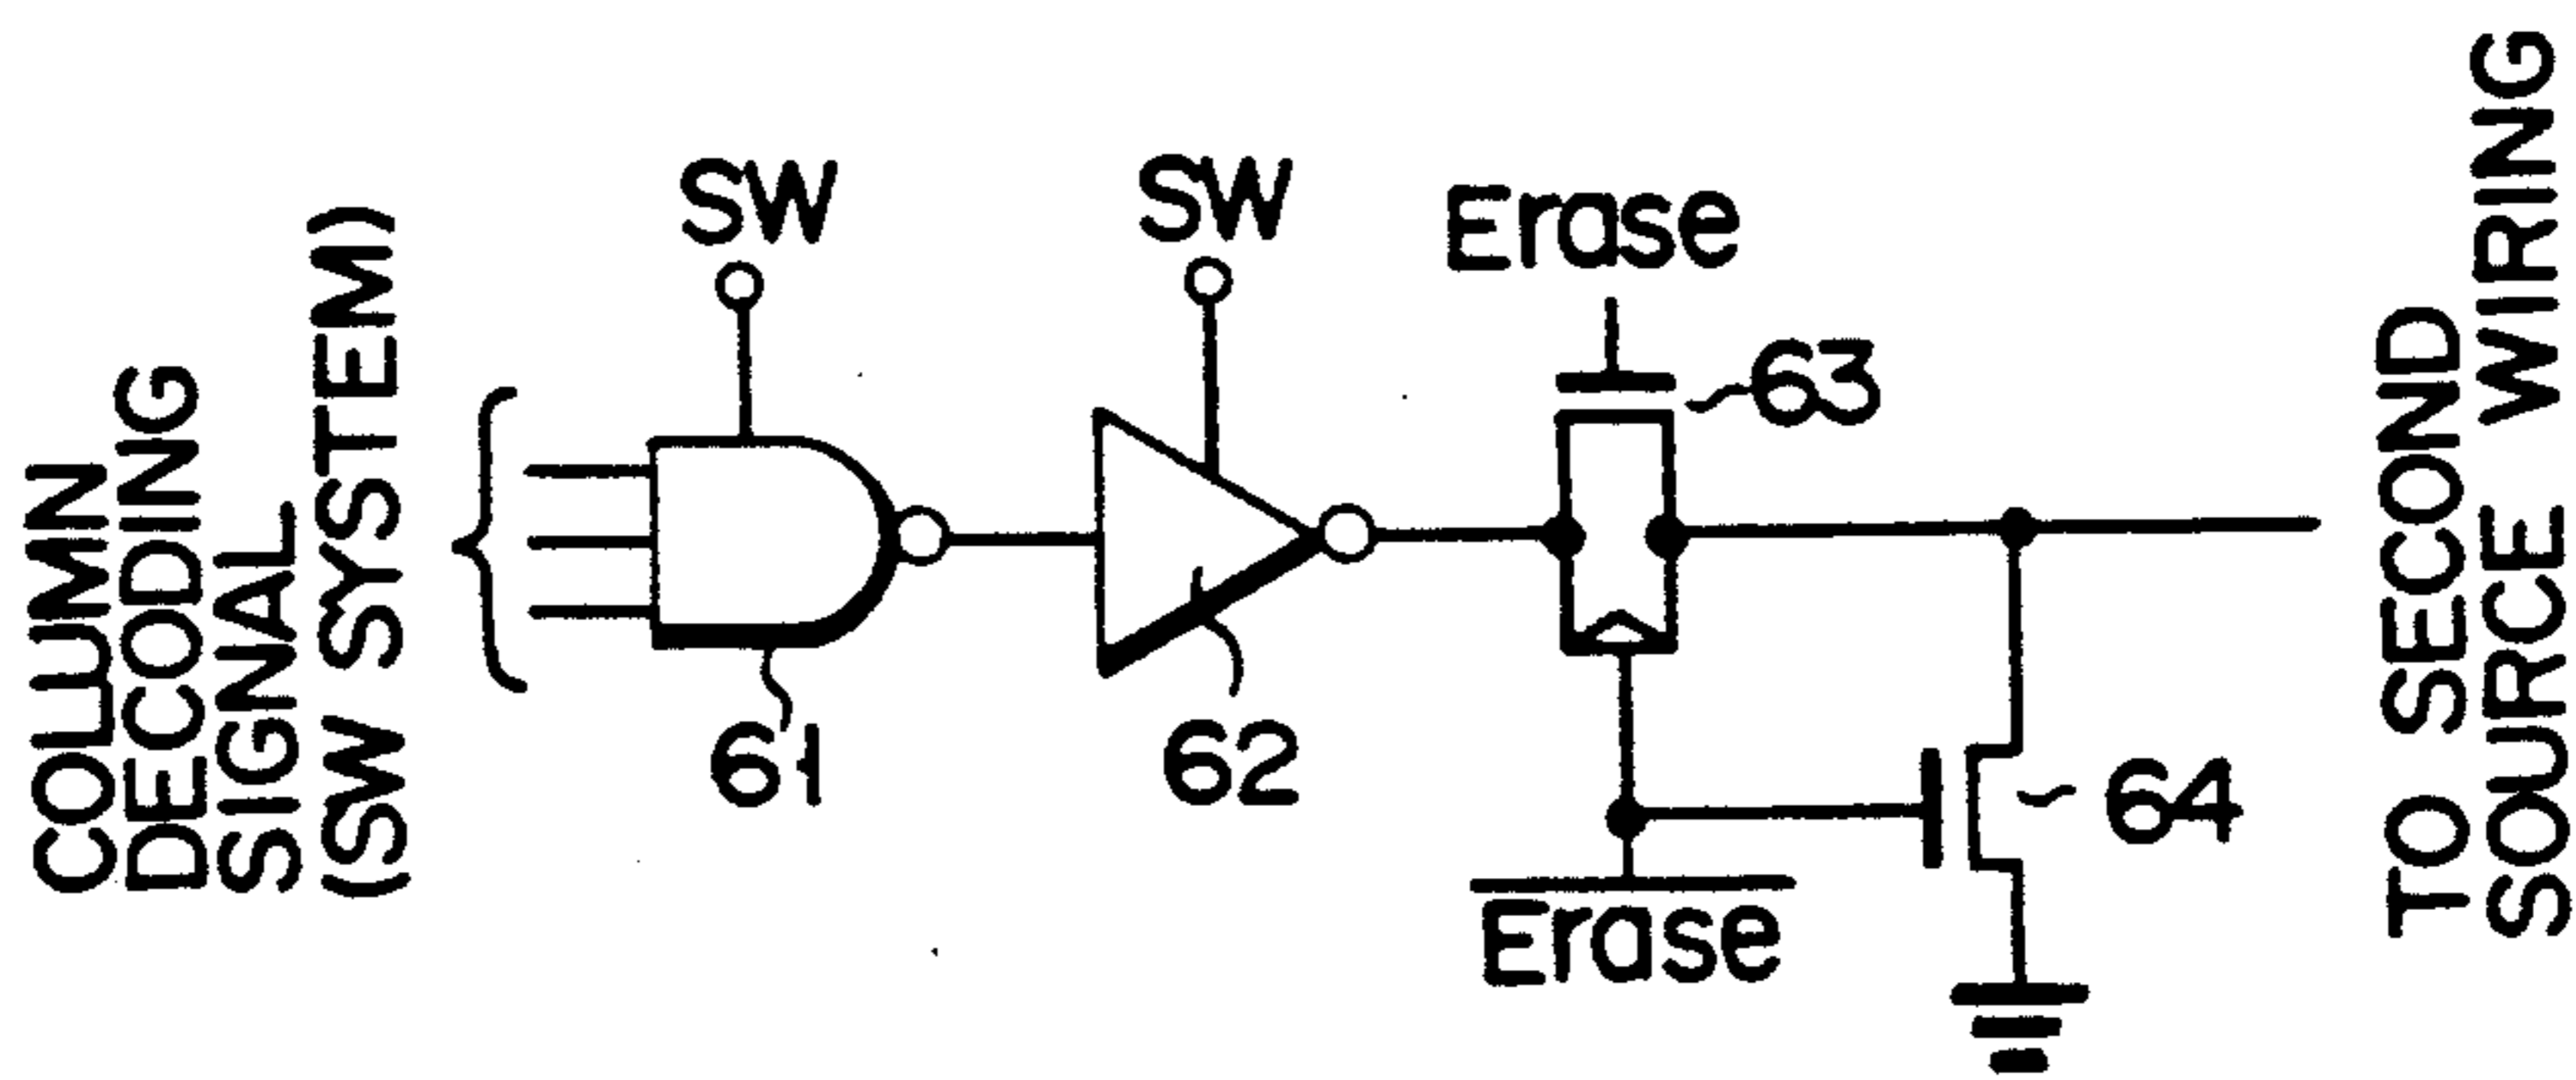 COLUMN
DECODING
SIGNAL
(SW SYSTEM)
SW
SW
Erase
63
61
62
64
Erase
TO SECOND
SOURCE WIRING